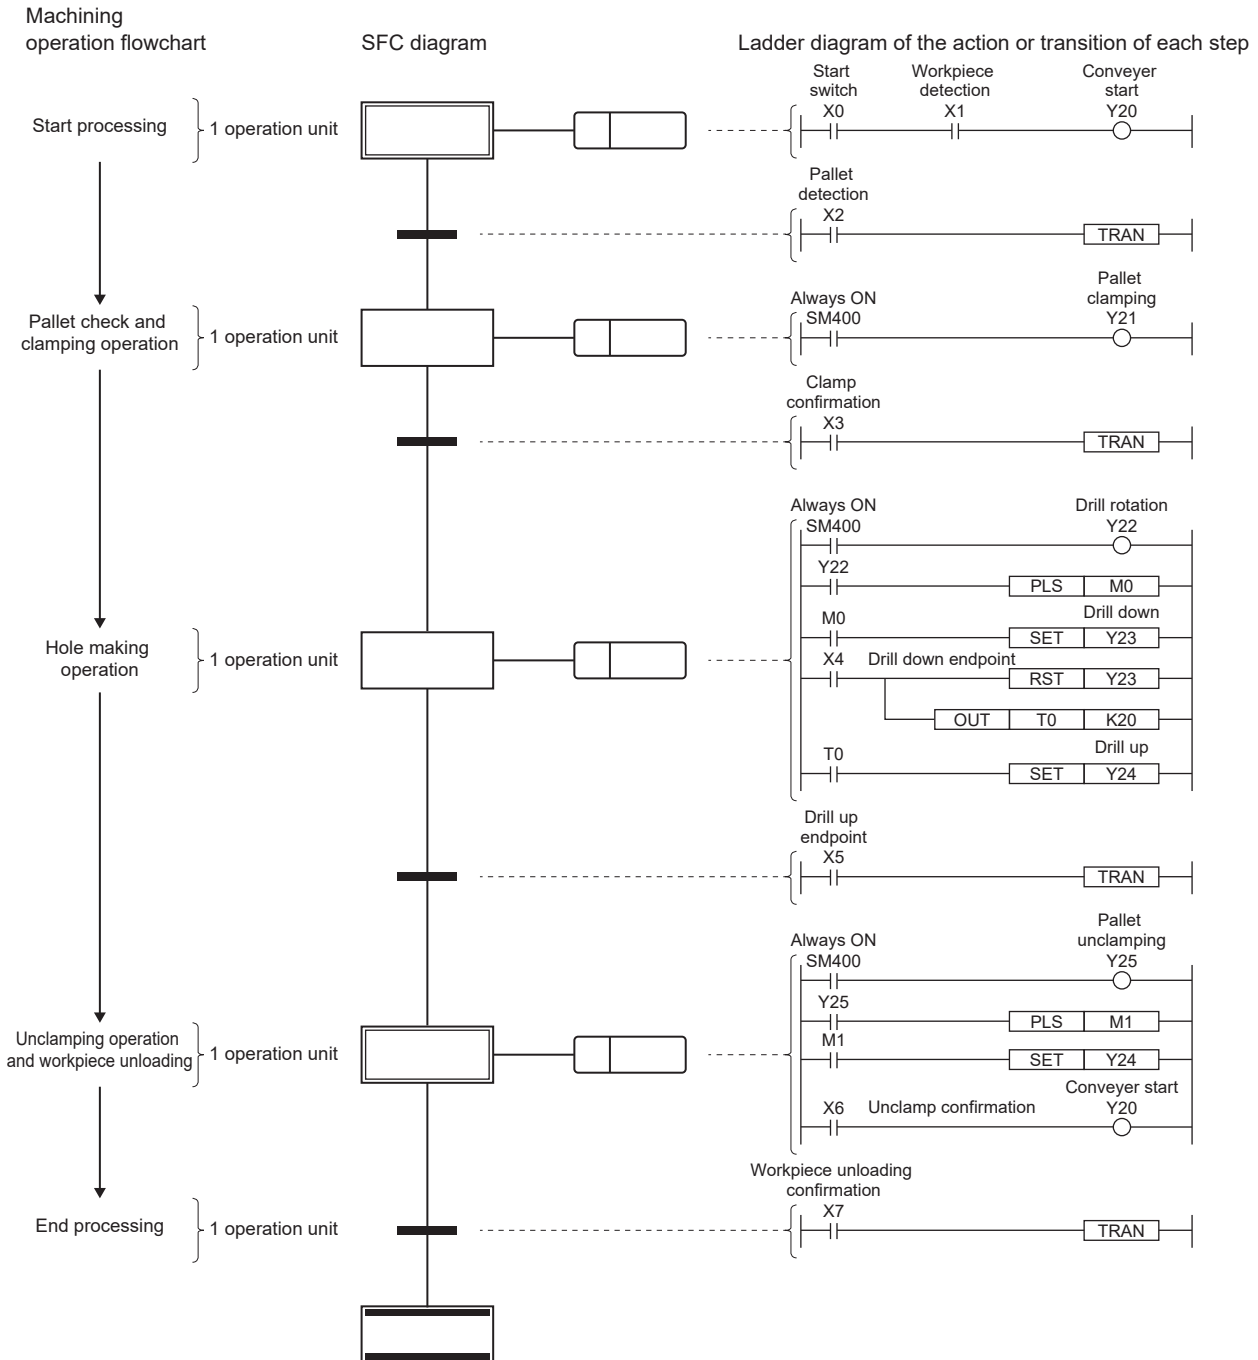 Machining
operation flowchart
SFC diagram
Ladder diagram of the action or transition of each step
Start processing
1 operation unit
Start
switch
X0
Workpiece
detection
X1
Conveyer
start
Y20
Pallet
detection
X2
TRAN
Pallet check and
clamping operation
1 operation unit
Always ON
SM400
Pallet
clamping
Y21
Clamp
confirmation
X3
TRAN
Hole making
operation
1 operation unit
Always ON
SM400
Drill rotation
Y22
Y22
PLS M0
Drill down
M0
SET Y23
X4 Drill down endpoint
RST Y23
OUT T0 K20
Drill up
T0
SET Y24
Drill up
endpoint
X5
TRAN
Unclamping operation
and workpiece unloading
1 operation unit
Always ON
SM400
Pallet
unclamping
Y25
Y25
PLS M1
M1
SET Y24
Conveyer start
X6 Unclamp confirmation Y20
End processing
1 operation unit
Workpiece unloading
confirmation
X7
TRAN